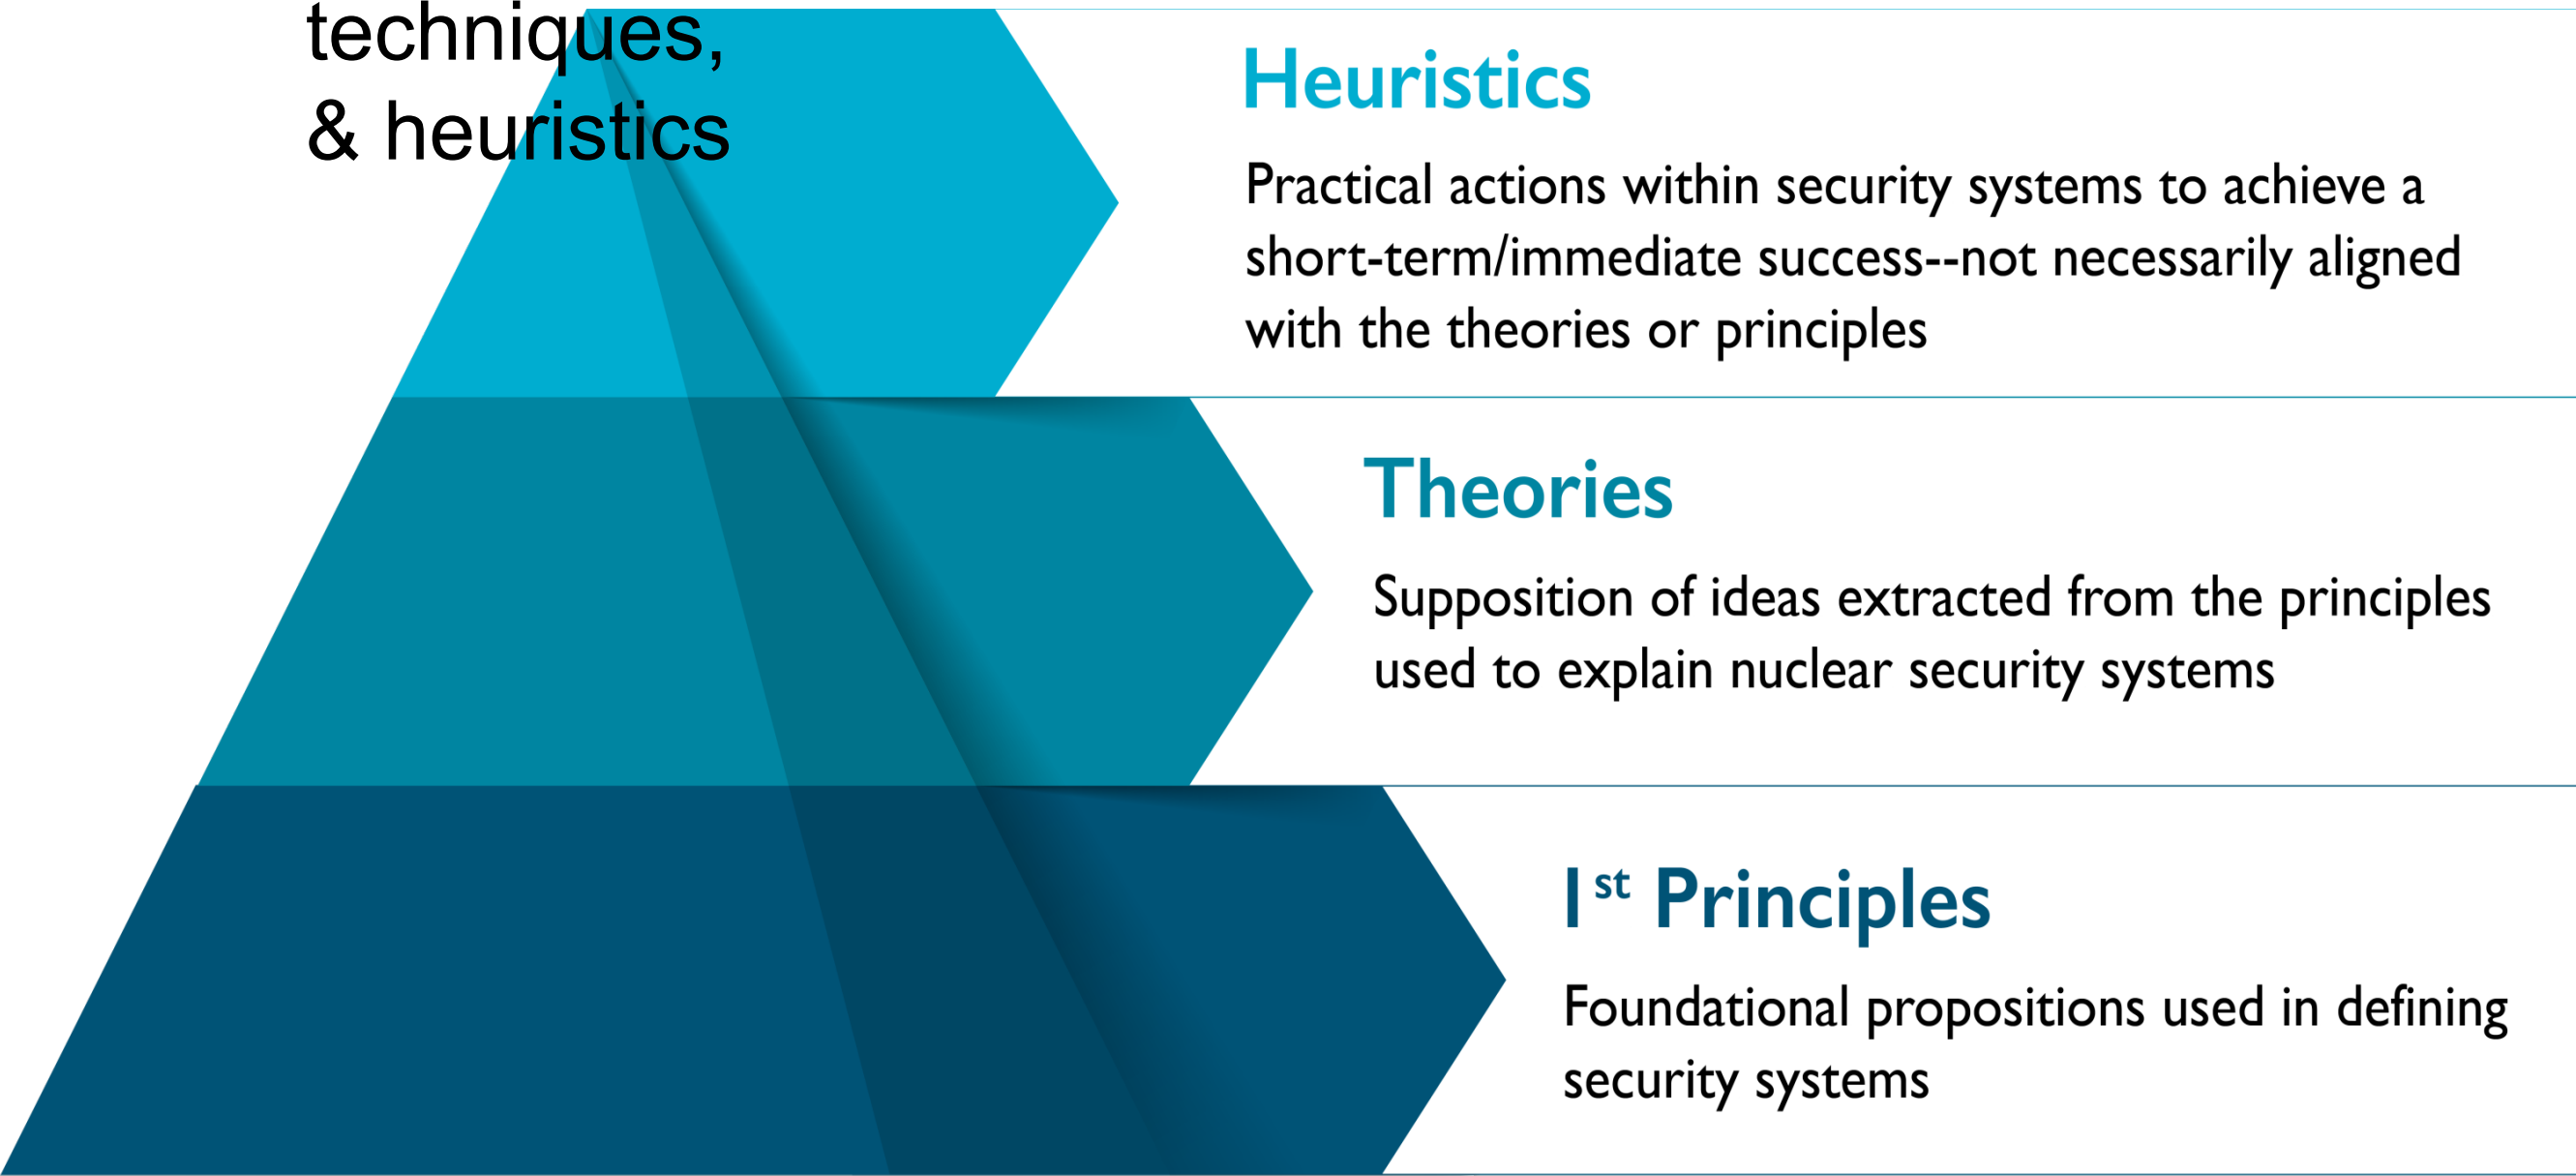 techniques,
& heuristics
Heuristics
Practical actions within security systems to achieve a
short-term/immediate success--not necessarily aligned
with the theories or principles
Theories
Supposition of ideas extracted from the principles
used to explain nuclear security systems
1st Principles
Foundational propositions used in defining
security systems